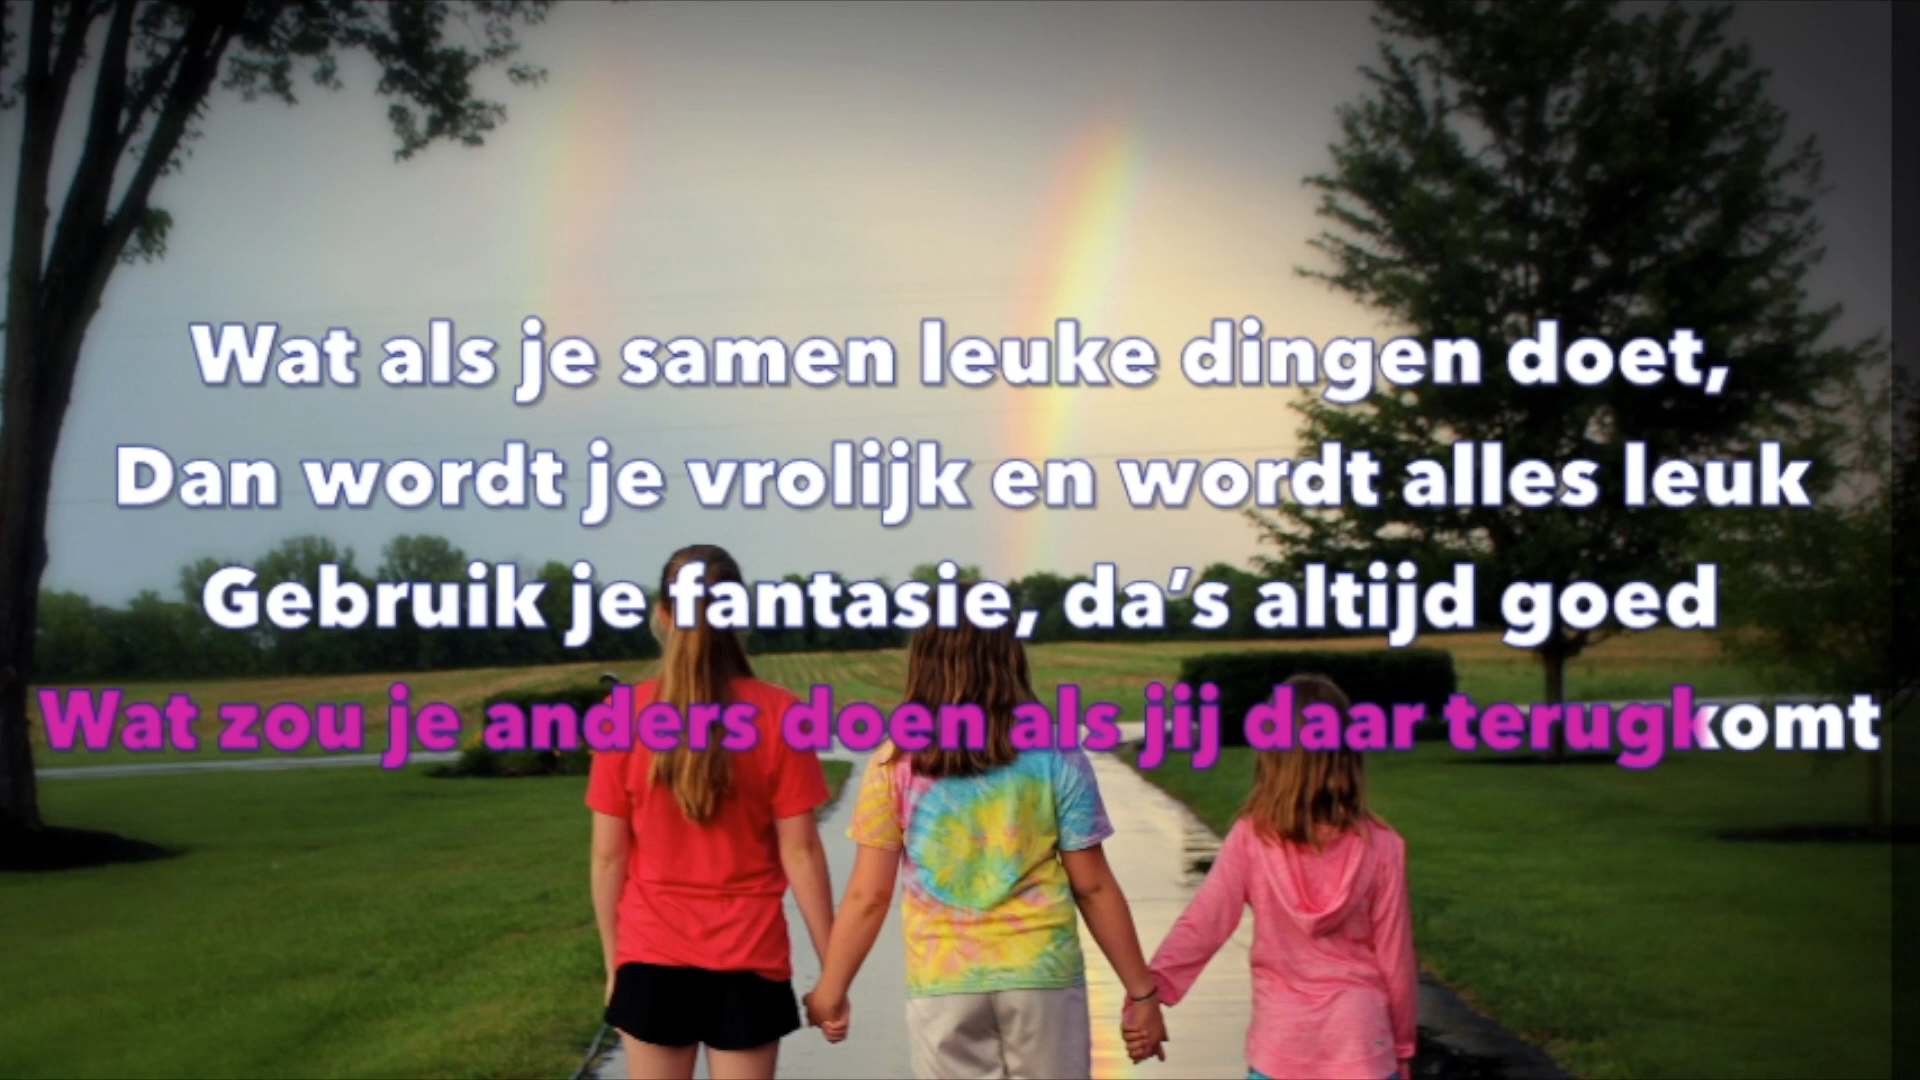 Wat als je samen leuke dingen doet,
Dan wordt je vrolijk en wordt alles leuk
Gebruik je fantasie, da’s altijd goed
Wat zou je anders doen als jij daar terugkomt